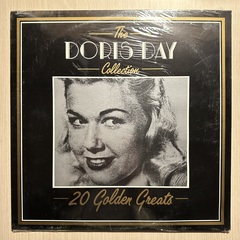 The
DORIS DAY
Collection
20 Golden Greats